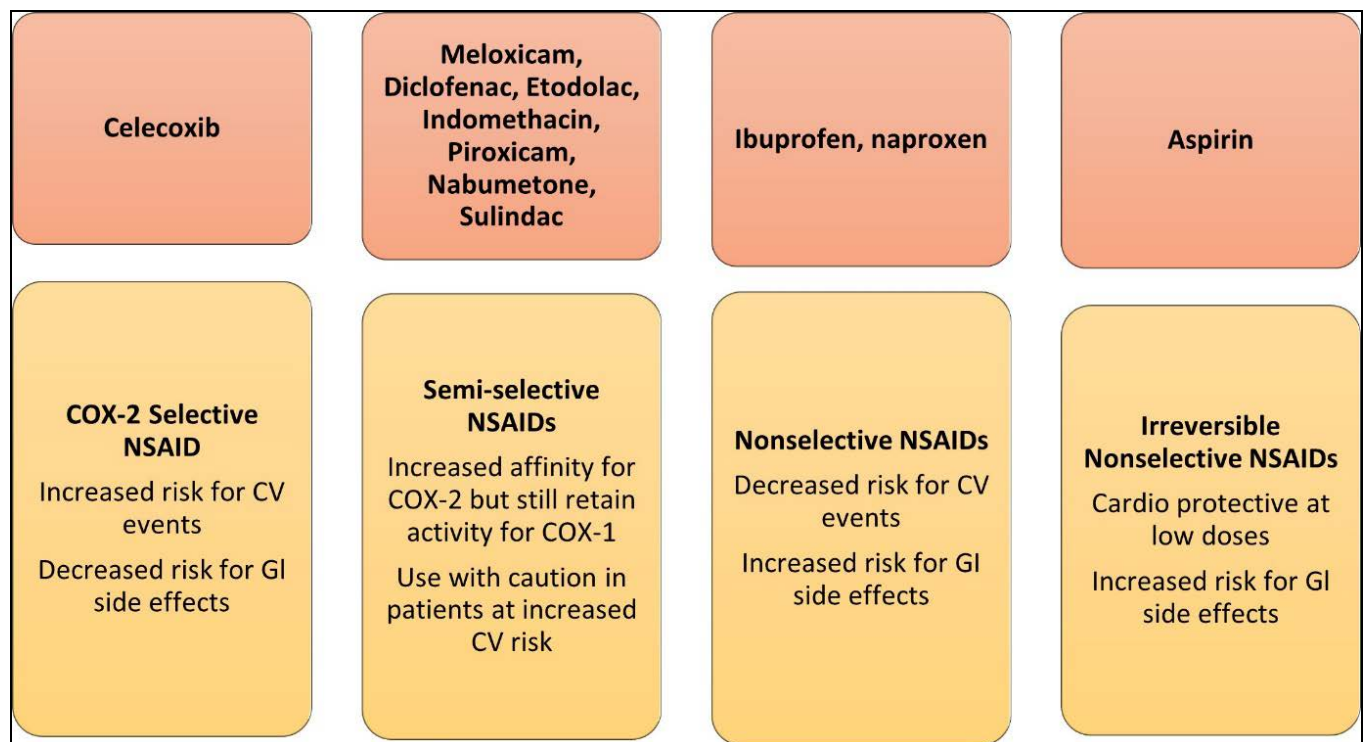 Celecoxib
Meloxicam,
Diclofenac, Etodolac,
Indomethacin,
Piroxicam,
Nabumetone,
Sulindac
Ibuprofen, naproxen
Aspirin
COX-2 Selective
NSAID
Increased risk for CV
events
Decreased risk for GI
side effects
Semi-selective
NSAIDs
Increased affinity for
COX-2 but still retain
activity for COX-1
Use with caution in
patients at increased
CV risk
Nonselective NSAIDs
Decreased risk for CV
events
Increased risk for GI
side effects
Irreversible
Nonselective NSAIDs
Cardio protective at
low doses
Increased risk for GI
side effects